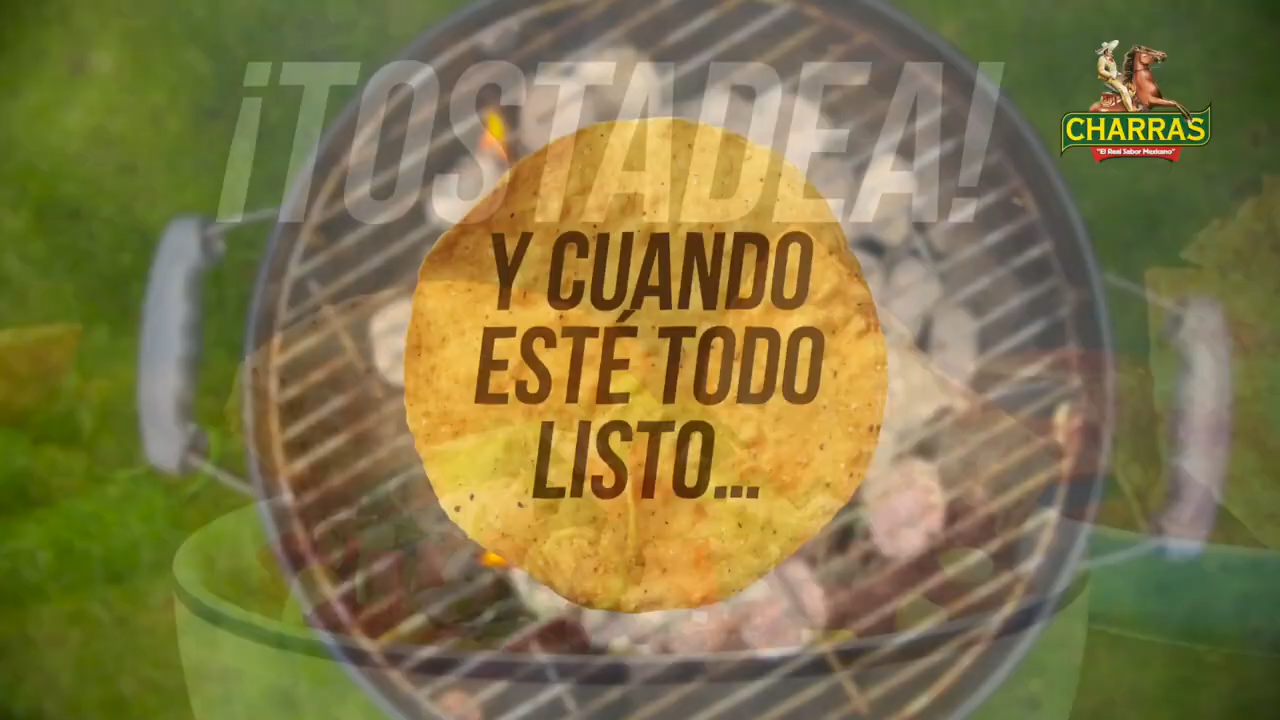 ¡TOSTADEA!
Y CUANDO
ESTÉ TODO
LISTO...
CHARRAS
"El Real Sabor Mexicano"